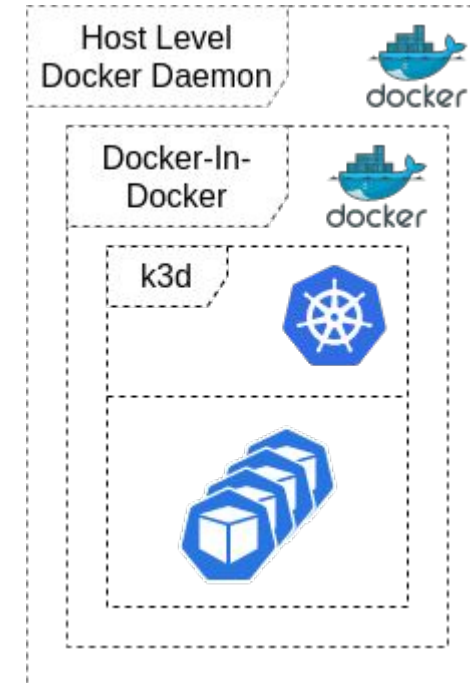 Host Level
Docker Daemon
docker
Docker-In-
Docker
docker
k3d